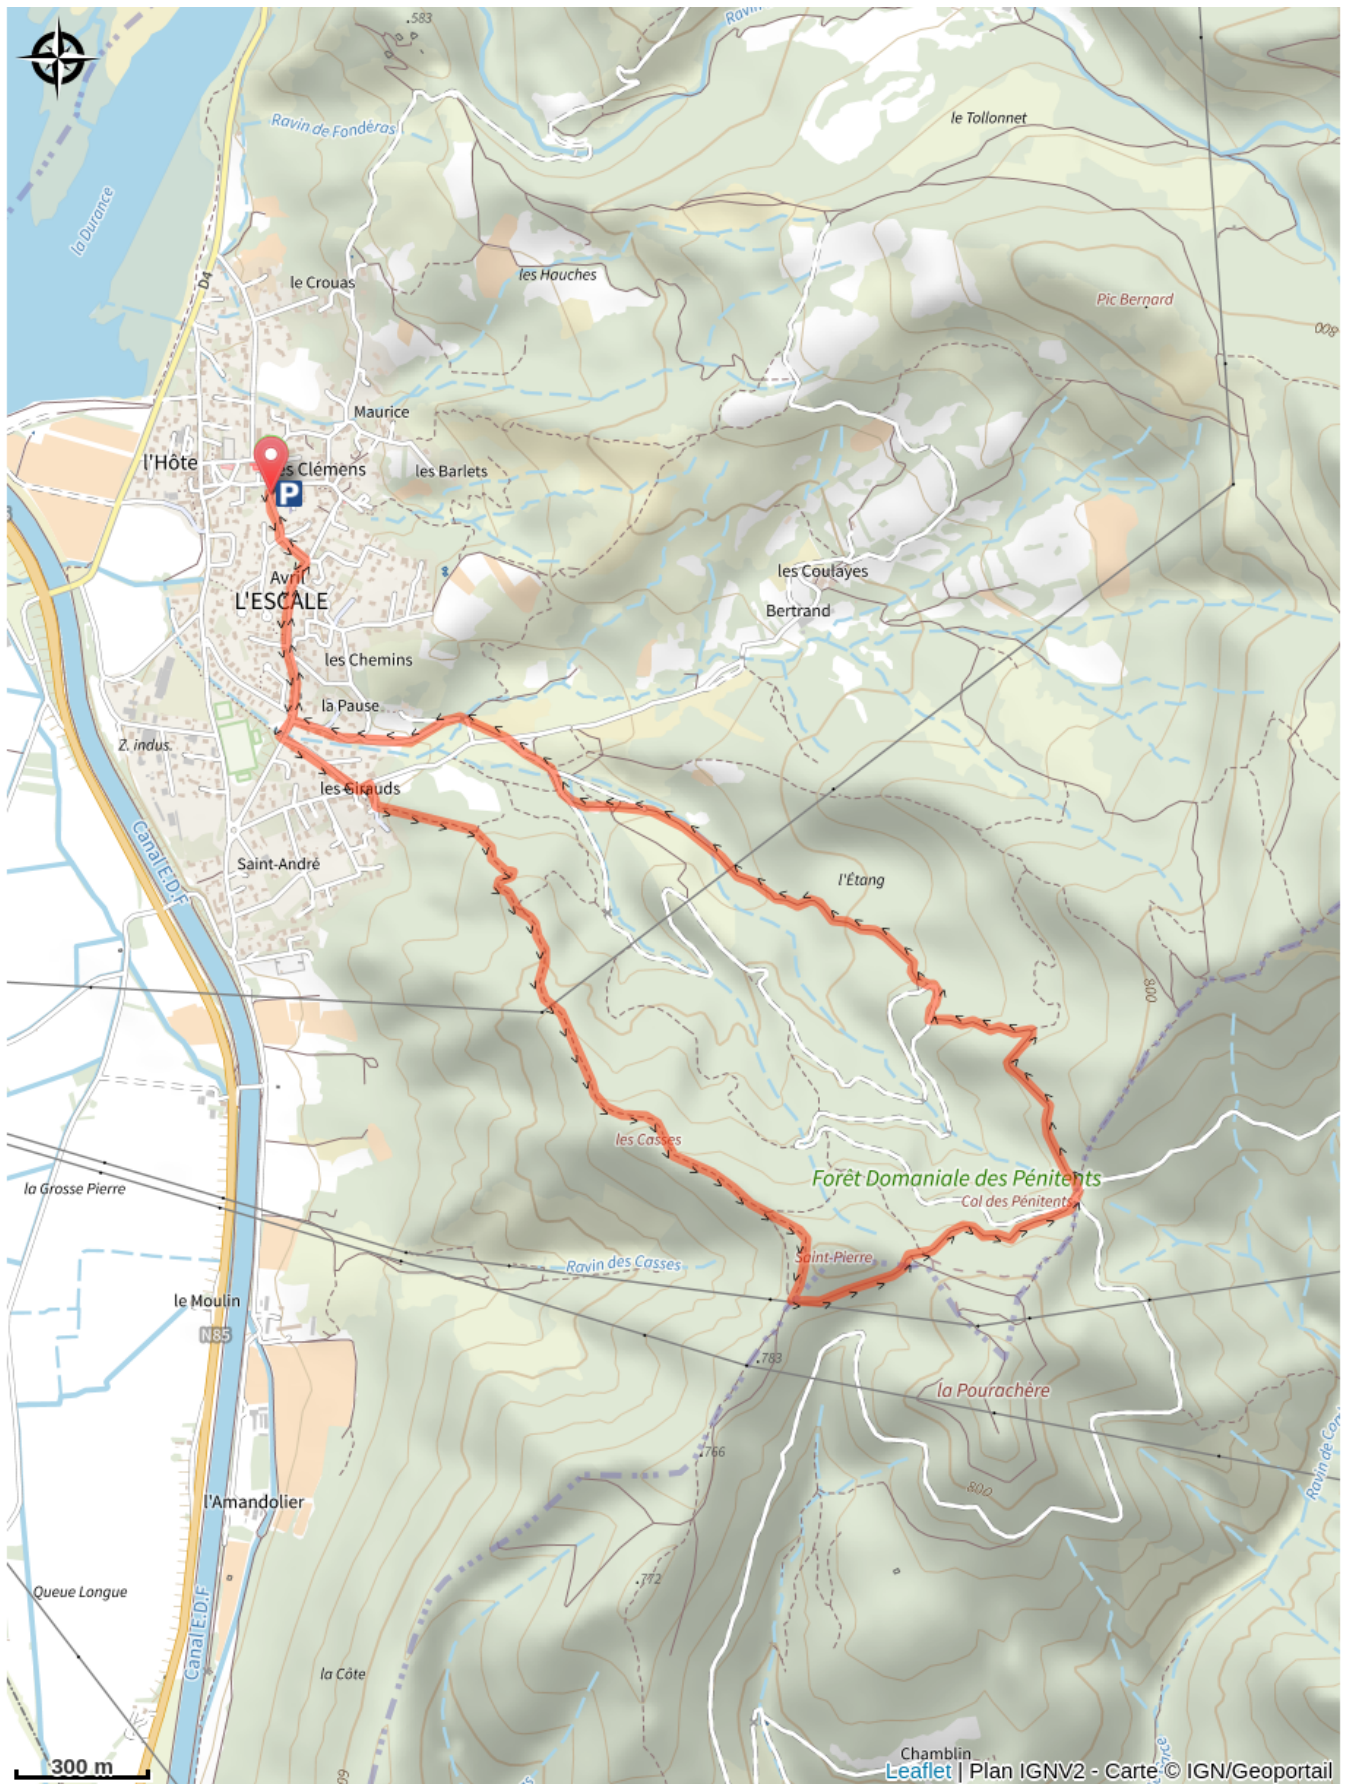 .583
Ravin
Ravin de Fondéras
le Tollonnet
la Durance
D4
le Crouas
les Hauches
Pic Bernard
800
Maurice
l'Hôte
es Clémens
les Barlets
P
Avril
L'ESCALE
les Coulayes
Bertrand
les Chemins
la Pause
Z. indus.
les Girauds
Canal E.D.F
Saint-André
l'Étang
800
les Casses
la Grosse Pierre
Forêt Domaniale des Pénitents
Col des Pénitents
Saint-Pierre
Ravin des Casses
le Moulin
N85
.783
la Pourachère
.766
800
l'Amandolier
.772
Queue Longue
Canal E.D.F
la Côte
Chamblin
300 m
Leaflet | Plan IGNV2 - Carte © IGN/Geoportail